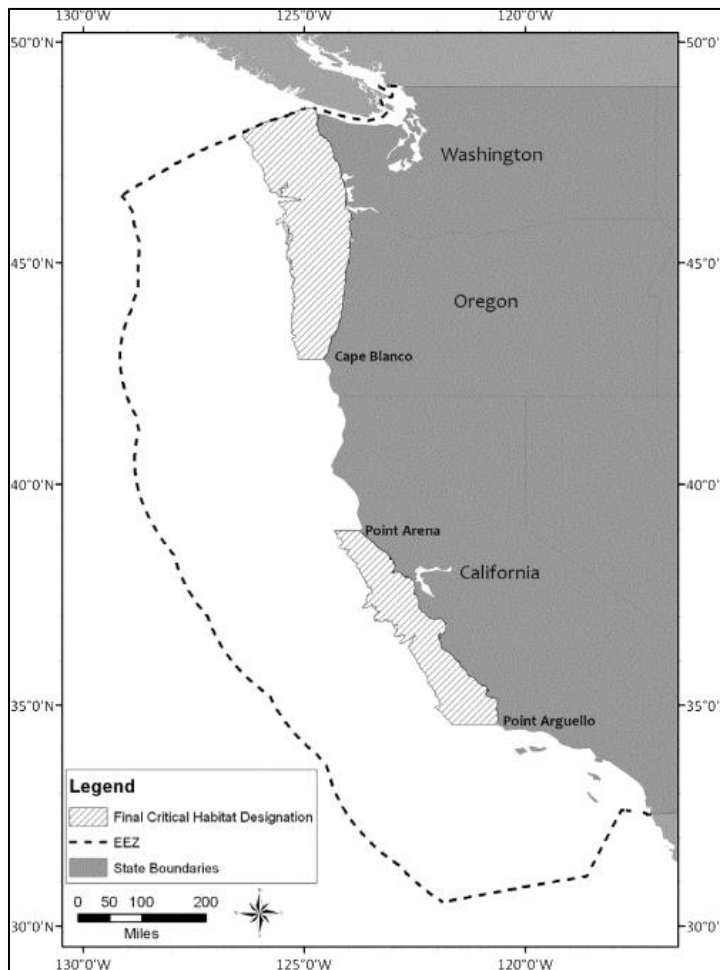 130°0'W 125°0'W 120°0'W
50°0'N 50°0'N
Washington
45°0'N 45°0'N
Oregon
Cape Blanco
40°0'N 40°0'N
Point Arena
California
35°0'N 35°0'N
Point Arguello
Legend
Final Critical Habitat Designation
EEZ
State Boundaries
0 50 100 200
Miles
30°0'N 30°0'N
130°0'W 125°0'W 120°0'W